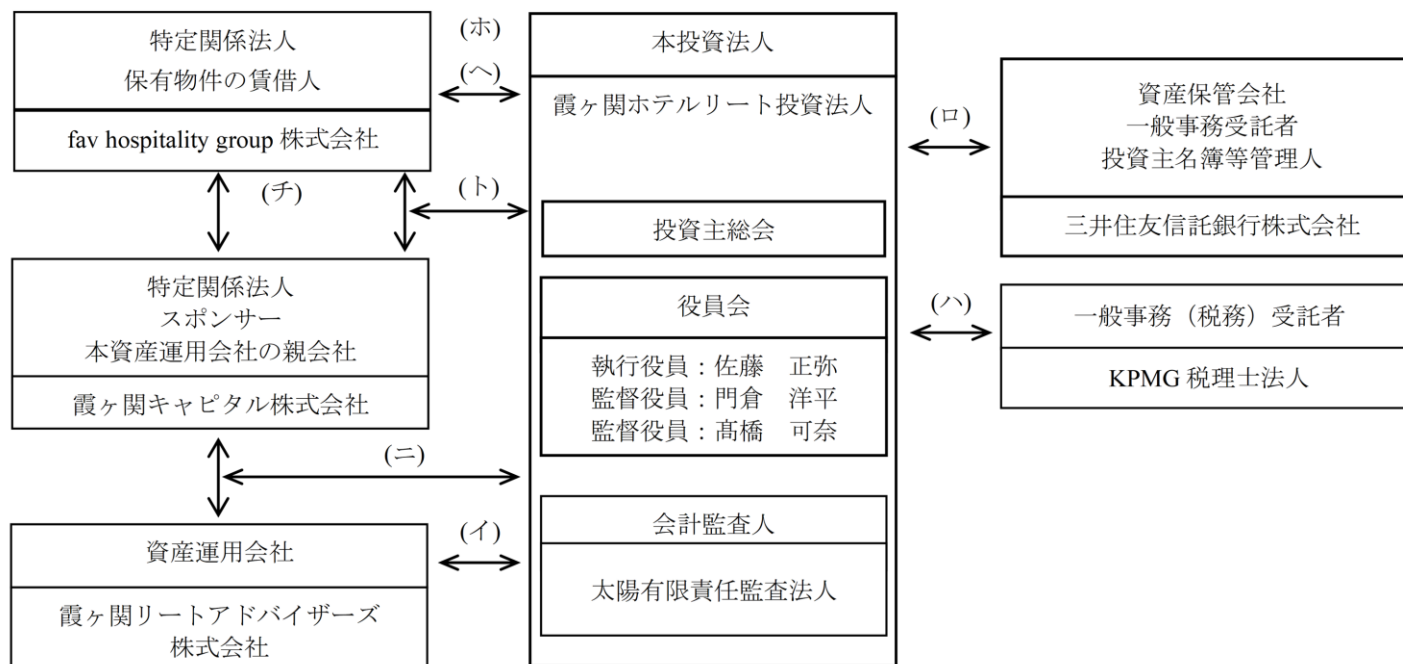 特定関係法人
保有物件の賃借人
fav hospitality group 株式会社
(チ)
特定関係法人
スポンサー
本資産運用会社の親会社
霞ヶ関キャピタル株式会社
資産運用会社
霞ヶ関リートアドバイザーズ
株式会社
(ホ)
(ヘ)
(ト)
(ニ)
(イ)
本投資法人
霞ヶ関ホテルリート投資法人
投資主総会
役員会
執行役員：佐藤　正弥
監督役員：門倉　洋平
監督役員：髙橋　可奈
会計監査人
太陽有限責任監査法人
(ロ)
(ハ)
資産保管会社
一般事務受託者
投資主名簿等管理人
三井住友信託銀行株式会社
一般事務（税務）受託者
KPMG 税理士法人